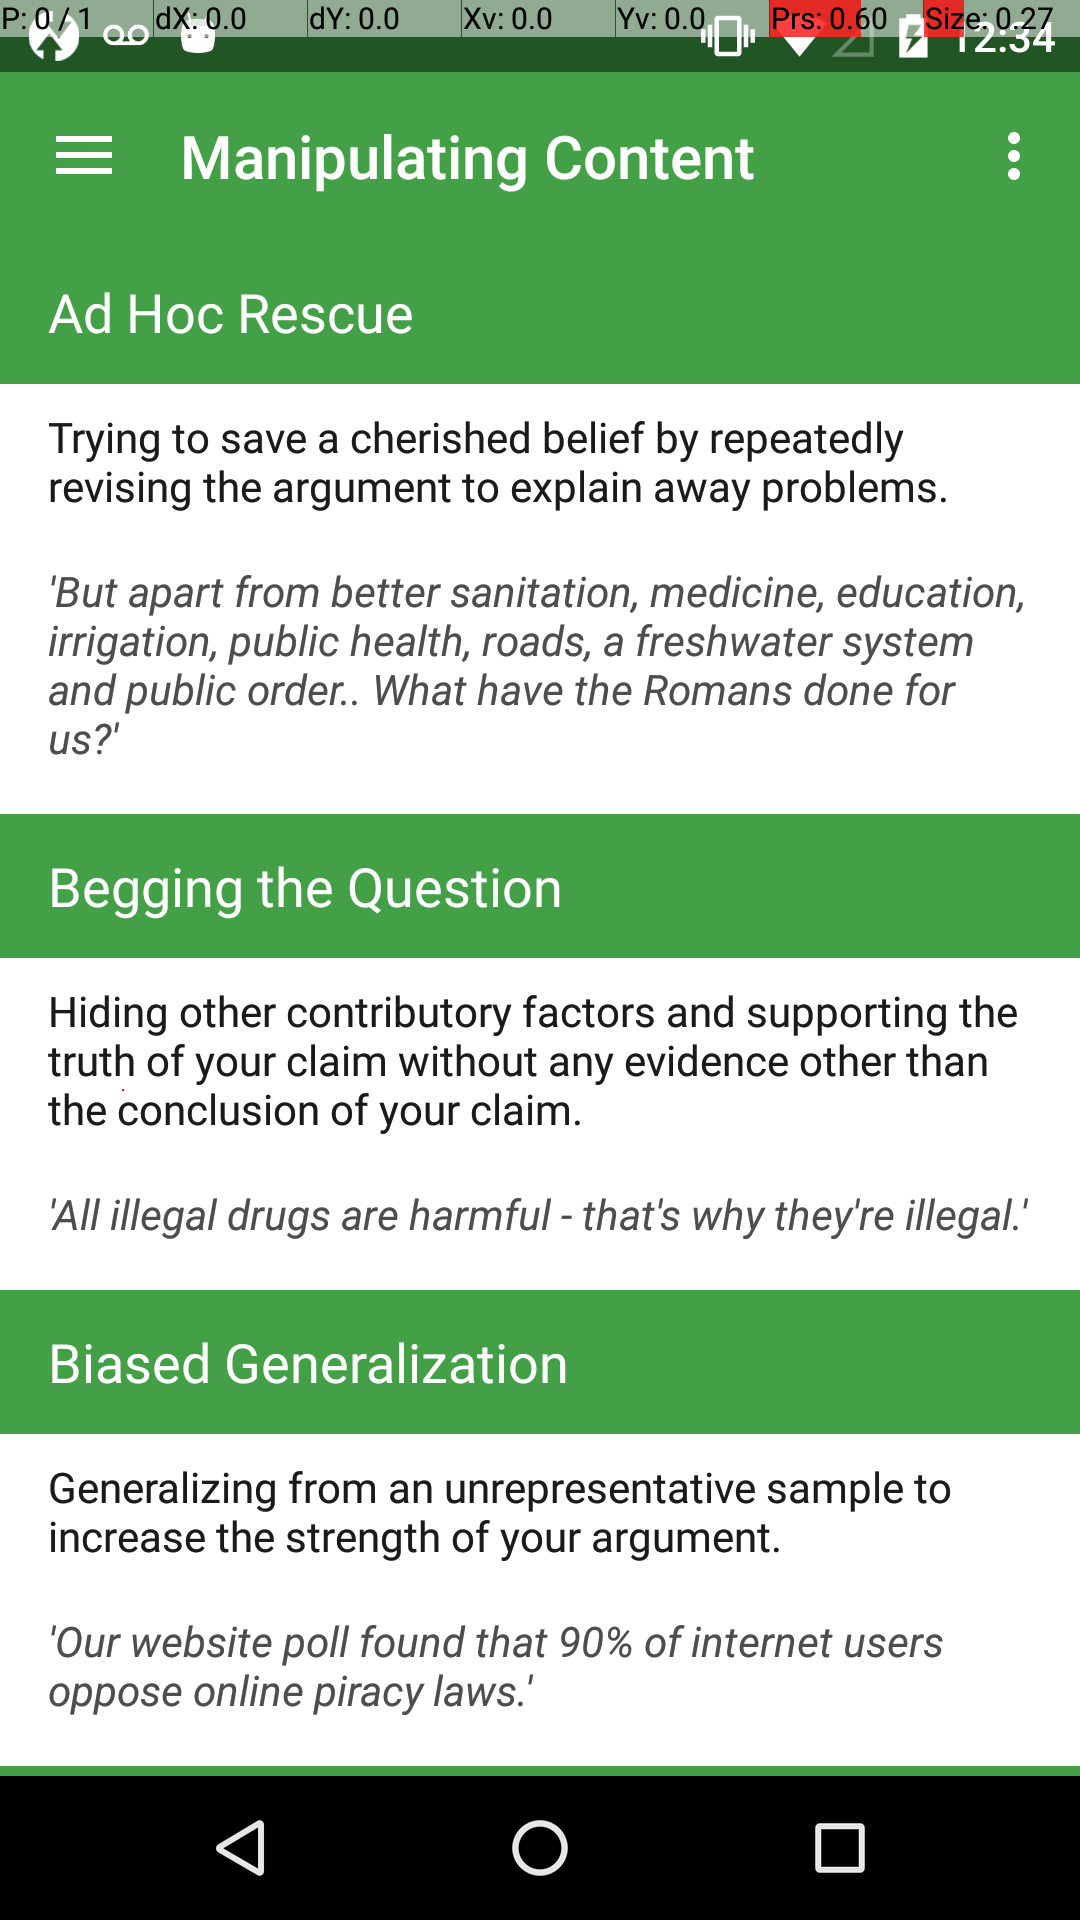 P: 0 / 1 dX: 0.0 dY: 0.0 Xv: 0.0 Yv: 0.0 Prs: 0.60 Size: 0.27
12:34
Manipulating Content
Ad Hoc Rescue
Trying to save a cherished belief by repeatedly
revising the argument to explain away problems.
'But apart from better sanitation, medicine, education,
irrigation, public health, roads, a freshwater system
and public order.. What have the Romans done for
us?'
Begging the Question
Hiding other contributory factors and supporting the
truth of your claim without any evidence other than
the conclusion of your claim.
'All illegal drugs are harmful - that's why they're illegal.'
Biased Generalization
Generalizing from an unrepresentative sample to
increase the strength of your argument.
'Our website poll found that 90% of internet users
oppose online piracy laws.'